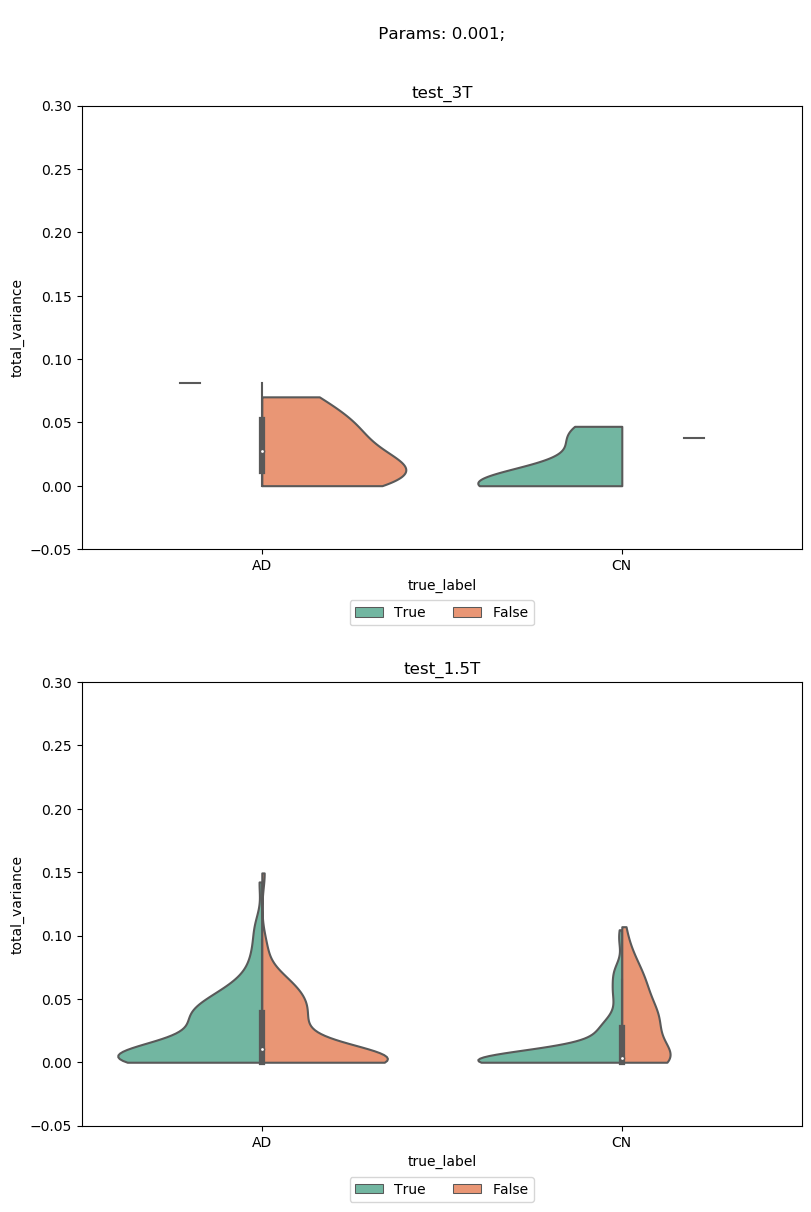 Params: 0.001;
test_3T
0.30
0.25
0.20
0.15
0.10
0.05
0.00
−0.05
total_variance
AD CN
true_label
True False
test_1.5T
0.30
0.25
0.20
0.15
0.10
0.05
0.00
−0.05
total_variance
AD CN
true_label
True False